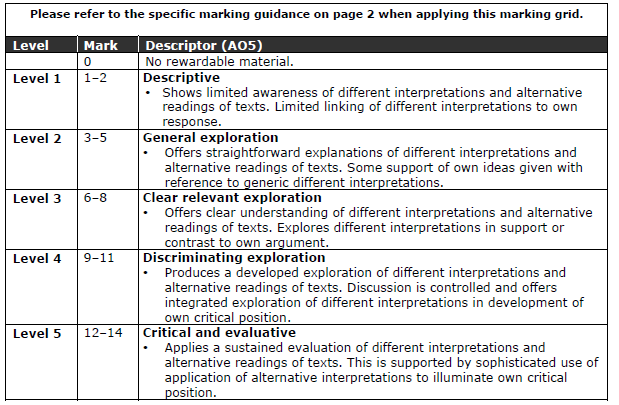 Please refer to the specific marking guidance on page 2 when applying this marking grid.
Level Mark Descriptor (AO5)
0 No rewardable material.
Level 1 1–2 Descriptive
• Shows limited awareness of different interpretations and alternative
readings of texts. Limited linking of different interpretations to own
response.
Level 2 3–5 General exploration
• Offers straightforward explanations of different interpretations and
alternative readings of texts. Some support of own ideas given with
reference to generic different interpretations.
Level 3 6–8 Clear relevant exploration
• Offers clear understanding of different interpretations and alternative
readings of texts. Explores different interpretations in support or
contrast to own argument.
Level 4 9–11 Discriminating exploration
• Produces a developed exploration of different interpretations and
alternative readings of texts. Discussion is controlled and offers
integrated exploration of different interpretations in development of
own critical position.
Level 5 12–14 Critical and evaluative
• Applies a sustained evaluation of different interpretations and
alternative readings of texts. This is supported by sophisticated use of
application of alternative interpretations to illuminate own critical
position.